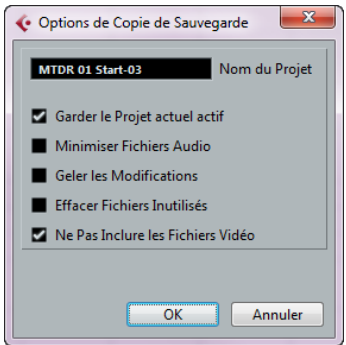 Options de Copie de Sauvegarde
MTDR 01 Start-03 Nom du Projet
Garder le Projet actuel actif
Minimiser Fichiers Audio
Geler les Modifications
Effacer Fichiers Inutilisés
Ne Pas Inclure les Fichiers Vidéo
OK Annuler